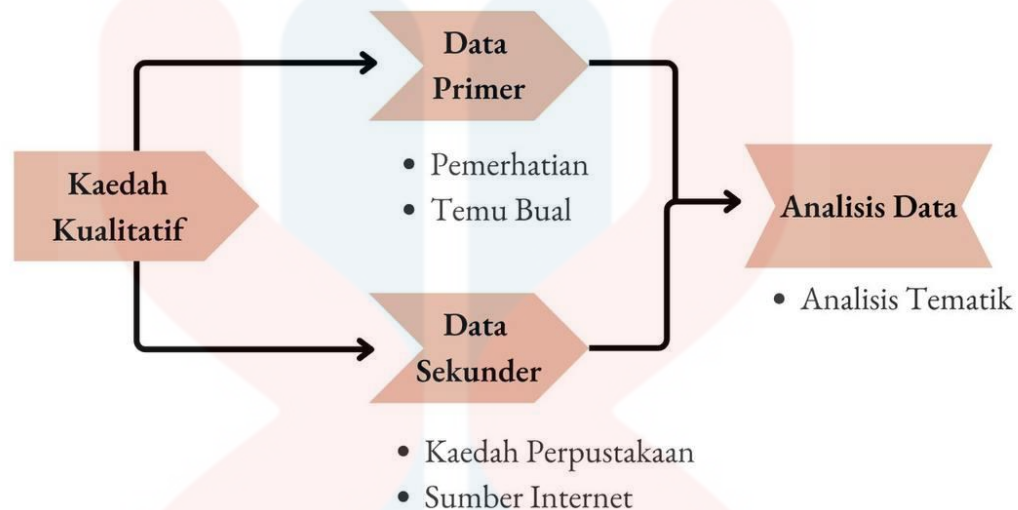 Data
Primer
Pemerhatian
Temu Bual
Kaedah
Kualitatif
Analisis Data
Analisis Tematik
Data
Sekunder
Kaedah Perpustakaan
Sumber Internet